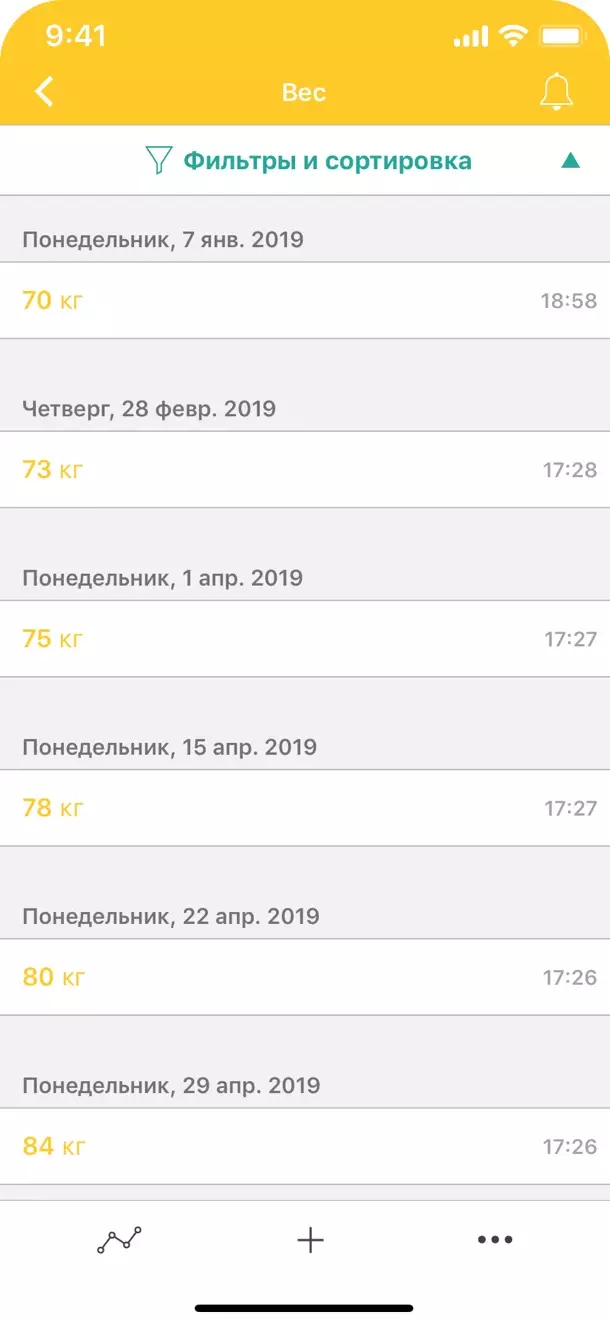 9:41
Вес
Фильтры и сортировка
Понедельник, 7 янв. 2019
70 кг 18:58
Четверг, 28 февр. 2019
73 кг 17:28
Понедельник, 1 апр. 2019
75 кг 17:27
Понедельник, 15 апр. 2019
78 кг 17:27
Понедельник, 22 апр. 2019
80 кг 17:26
Понедельник, 29 апр. 2019
84 кг 17:26